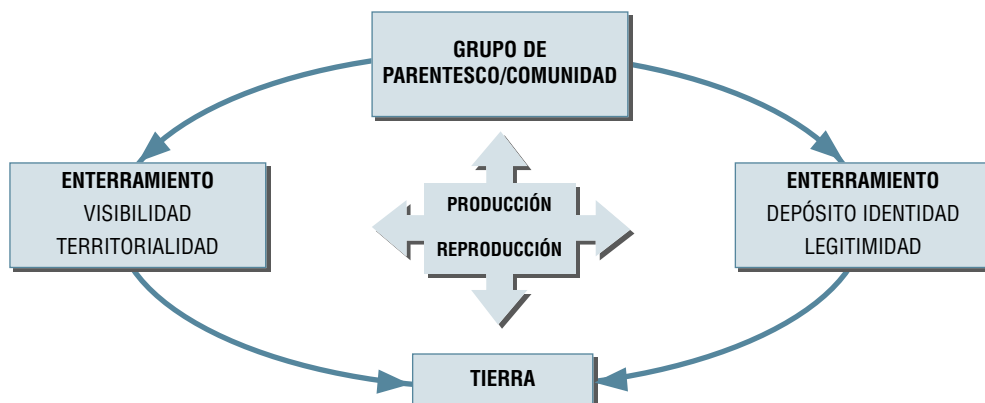 GRUPO DE
PARENTESCO/COMUNIDAD
ENTERRAMIENTO
VISIBILIDAD
TERRITORIALIDAD
PRODUCCIÓN
REPRODUCCIÓN
ENTERRAMIENTO
DEPÓSITO IDENTIDAD
LEGITIMIDAD
TIERRA